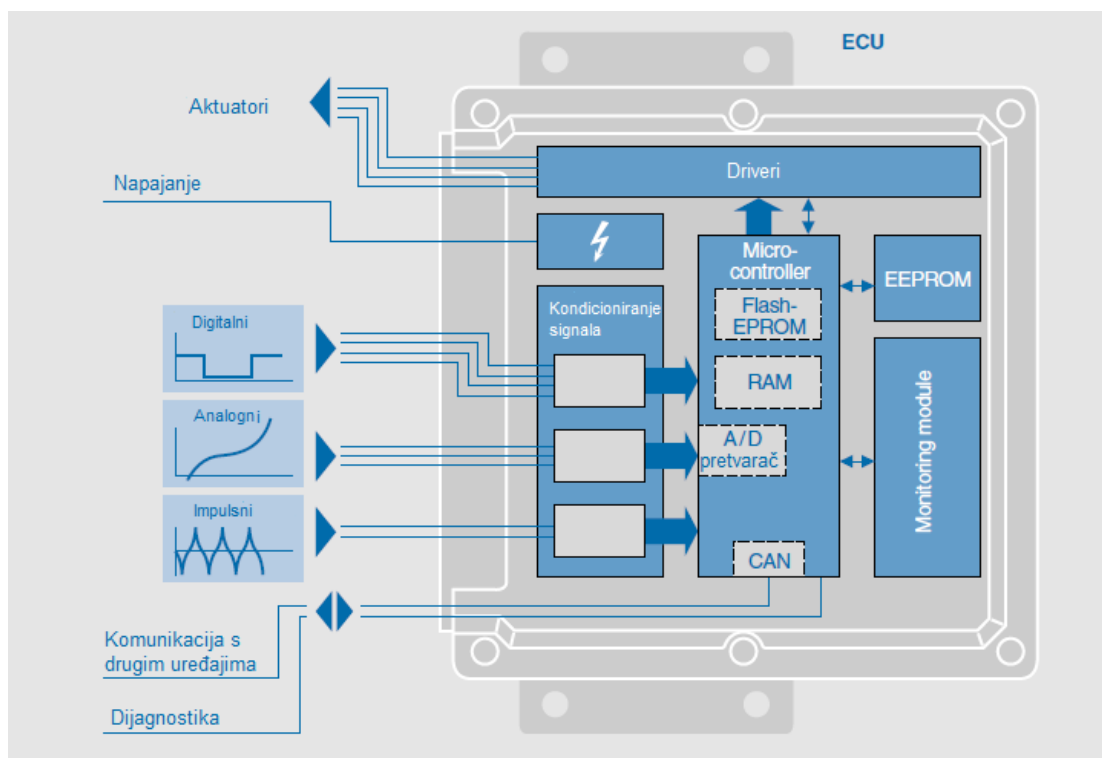 ECU
Aktuatori
Driveri
Napajanje
Micro-
controller
EEPROM
Flash-
EPROM
Kondicioniranje
signala
Digitalni
RAM
Monitoring module
Analogni
A/D
pretvarač
Impulsni
CAN
Komunikacija s
drugim uređajima
Dijagnostika